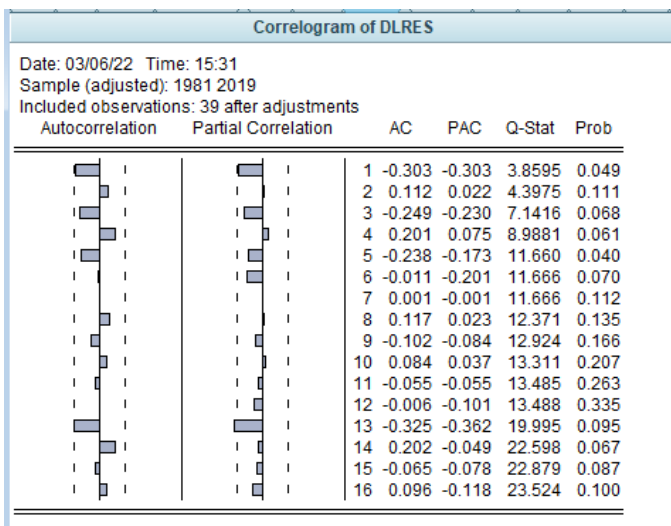 Correlogram of DLRES
Date: 03/06/22 Time: 15:31
Sample (adjusted): 1981 2019
Included observations: 39 after adjustments
Autocorrelation Partial Correlation AC PAC Q-Stat Prob
1 -0.303 -0.303 3.8595 0.049
2 0.112 0.022 4.3975 0.111
3 -0.249 -0.230 7.1416 0.068
4 0.201 0.075 8.9881 0.061
5 -0.238 -0.173 11.660 0.040
6 -0.011 -0.201 11.666 0.070
7 0.001 -0.001 11.666 0.112
8 0.117 0.023 12.371 0.135
9 -0.102 -0.084 12.924 0.166
10 0.084 0.037 13.311 0.207
11 -0.055 -0.055 13.485 0.263
12 -0.006 -0.101 13.488 0.335
13 -0.325 -0.362 19.995 0.095
14 0.202 -0.049 22.598 0.067
15 -0.065 -0.078 22.879 0.087
16 0.096 -0.118 23.524 0.100